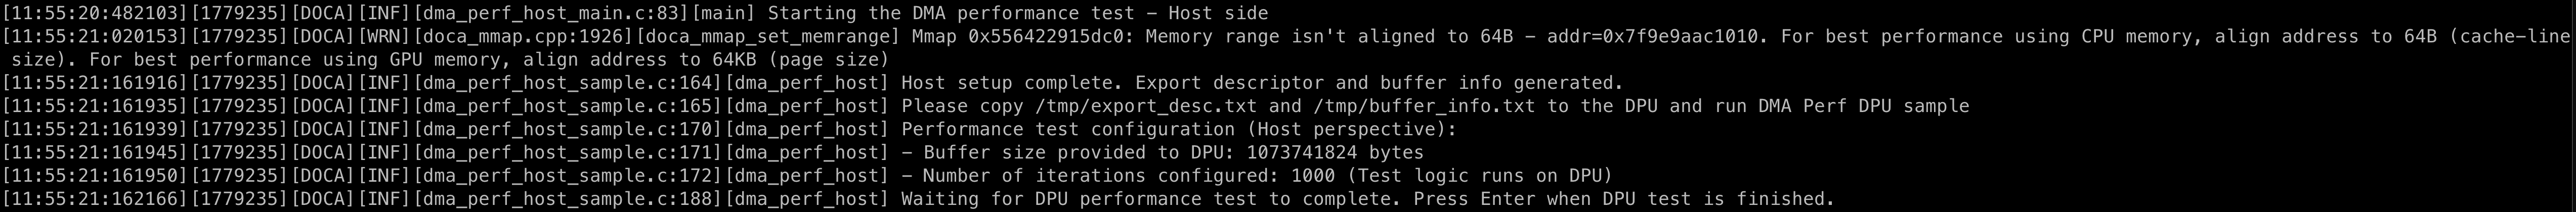 [11:55:20:482103][1779235][DOCA][INF][dma_perf_host_main.c:83][main] Starting the DMA performance test – Host side
[11:55:21:020153][1779235][DOCA][WRN][doca_mmap.cpp:1926][doca_mmap_set_memrange] Mmap 0x556422915dc0: Memory range isn't aligned to 64B – addr=0x7f9e9aac1010. For best performance using CPU memory, align address to 64B (cache-line
 size). For best performance using GPU memory, align address to 64KB (page size)
[11:55:21:161916][1779235][DOCA][INF][dma_perf_host_sample.c:164][dma_perf_host] Host setup complete. Export descriptor and buffer info generated.
[11:55:21:161935][1779235][DOCA][INF][dma_perf_host_sample.c:165][dma_perf_host] Please copy /tmp/export_desc.txt and /tmp/buffer_info.txt to the DPU and run DMA Perf DPU sample
[11:55:21:161939][1779235][DOCA][INF][dma_perf_host_sample.c:170][dma_perf_host] Performance test configuration (Host perspective):
[11:55:21:161945][1779235][DOCA][INF][dma_perf_host_sample.c:171][dma_perf_host] – Buffer size provided to DPU: 1073741824 bytes
[11:55:21:161950][1779235][DOCA][INF][dma_perf_host_sample.c:172][dma_perf_host] – Number of iterations configured: 1000 (Test logic runs on DPU)
[11:55:21:162166][1779235][DOCA][INF][dma_perf_host_sample.c:188][dma_perf_host] Waiting for DPU performance test to complete. Press Enter when DPU test is finished.